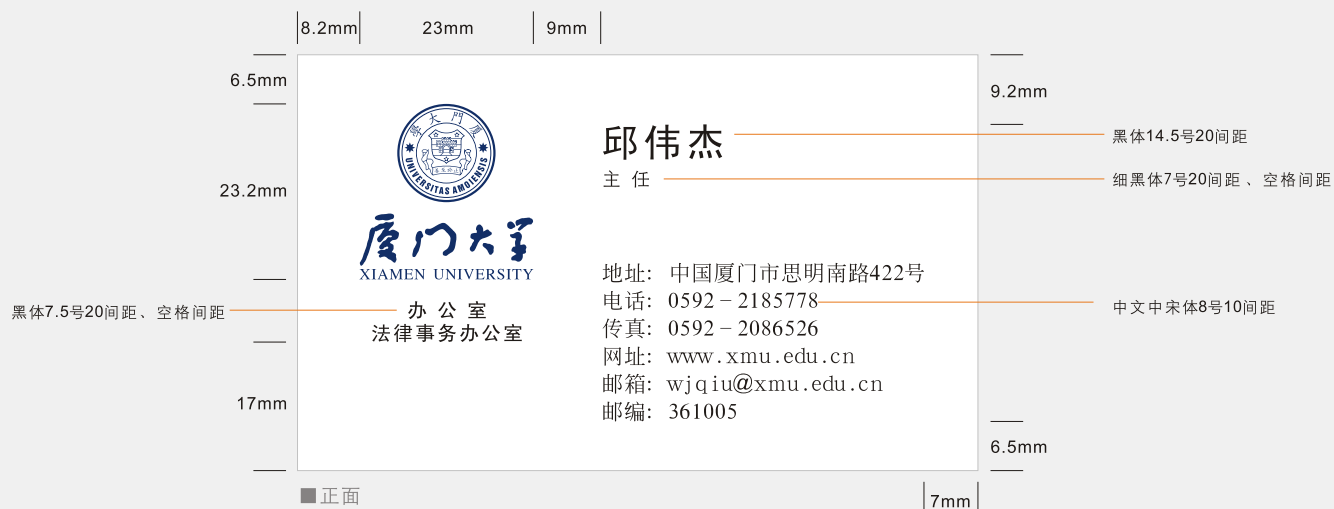 8.2mm 23mm 9mm
6.5mm
23.2mm
17mm
9.2mm
6.5mm
7mm
廈門大學
UNIVERSITAS AMOIENSIS
厦门大学
XIAMEN UNIVERSITY
办公室
法律事务办公室
黑体7.5号20间距、空格间距
邱伟杰
主 任
黑体14.5号20间距
细黑体7号20间距、空格间距
地址: 中国厦门市思明南路422号
电话: 0592-2185778
传真: 0592-2086526
网址: www.xmu.edu.cn
邮箱: wjqiu@xmu.edu.cn
邮编: 361005
中文中宋体8号10间距
正面